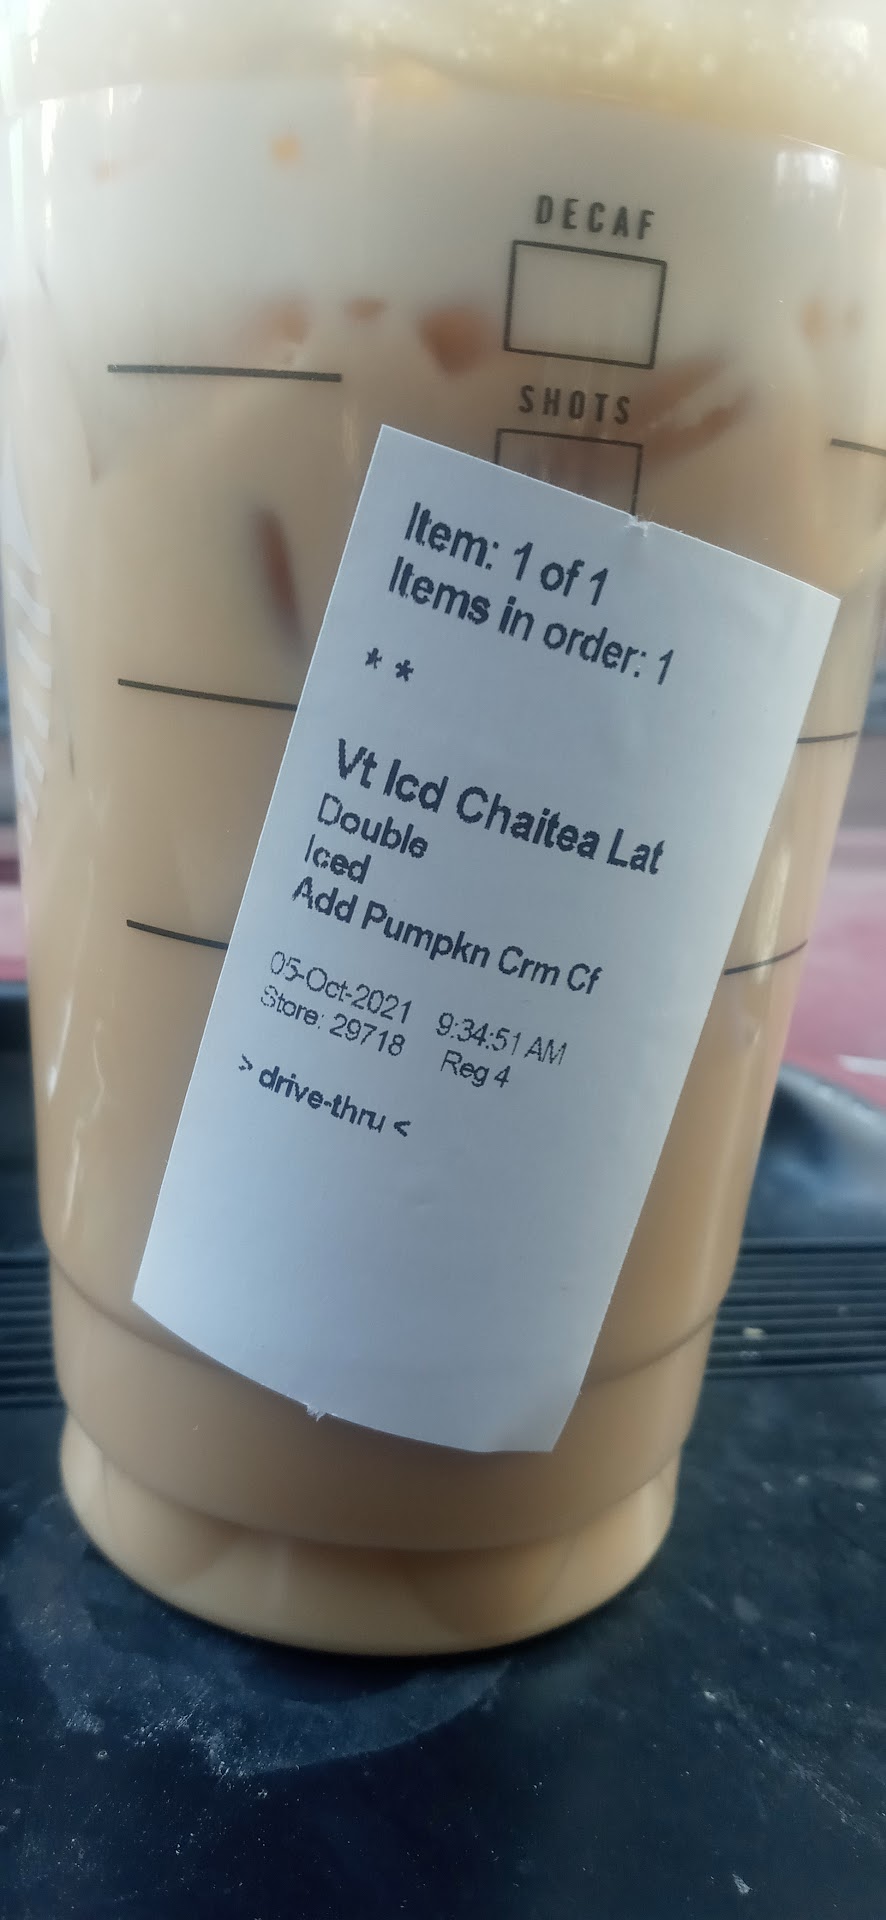 DECAF
SHOTS
Item: 1 of 1
Items in order: 1
* *
Vt Icd Chaitea Lat
Double
Iced
Add Pumpkn Crm Cf
05-Oct-2021 9:34:51 AM
Store: 29718 Reg 4
> drive-thru <